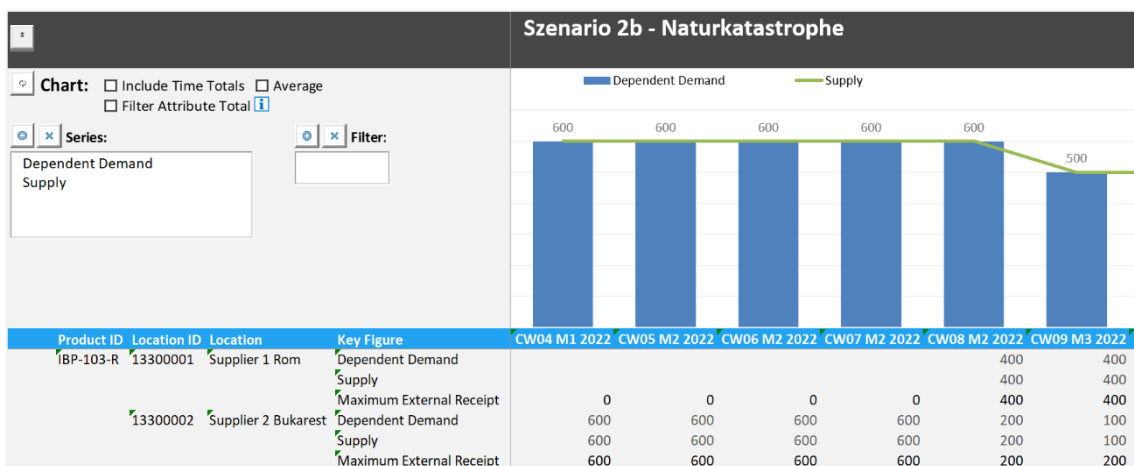 Szenario 2b - Naturkatastrophe
Chart: Include Time Totals Average
Filter Attribute Total
Series: Filter:
Dependent Demand
Supply
Dependent Demand Supply
600 600 600 600 600 500
Product ID Location ID Location Key Figure CW04 M1 2022 CW05 M2 2022 CW06 M2 2022 CW07 M2 2022 CW08 M2 2022 CW09 M3 2022
IBP-103-R 13300001 Supplier 1 Rom Dependent Demand 400 400
Supply 400 400
Maximum External Receipt 0 0 0 0 400 400
13300002 Supplier 2 Bukarest Dependent Demand 600 600 600 600 200 100
Supply 600 600 600 600 200 100
Maximum External Receipt 600 600 600 600 200 200